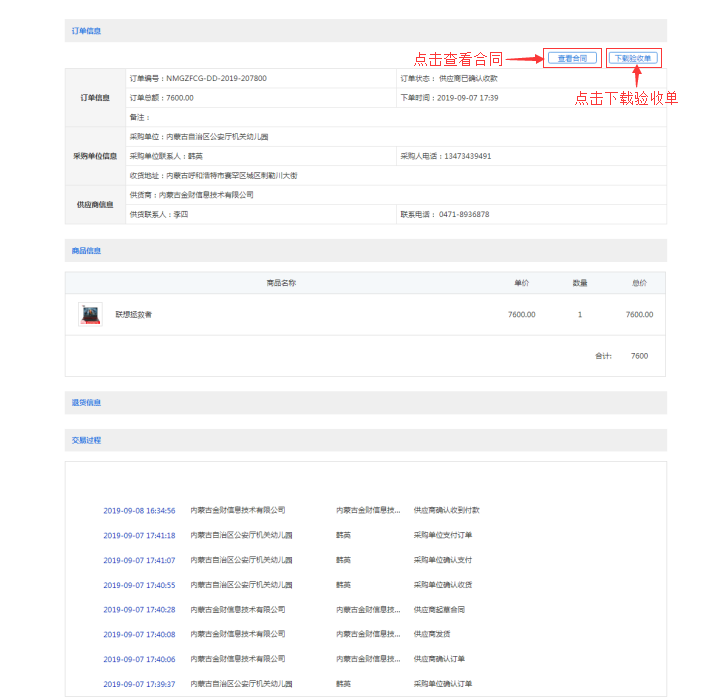 订单信息
点击查看合同 查看合同 下载验收单
点击下载验收单
订单信息 订单编号：NMGZFCG-DD-2019-207800 订单状态： 供应商已确认收款
订单总额：7600.00 下单时间：2019-09-07 17:39
备注：
采购单位信息 采购单位：内蒙古自治区公安厅机关幼儿园
采购单位联系人：韩英 采购人电话：13473439491
收货地址：内蒙古呼和浩特市赛罕区城区刺勒川大街
供应商信息 供货商：内蒙古金财信息技术有限公司
供货联系人：李四 联系电话： 0471-8936878
商品信息
商品名称 单价 数量 总价
联想拯救者 7600.00 1 7600.00
合计: 7600
退货信息
交易过程
2019-09-08 16:34:56 内蒙古金财信息技术有限公司 内蒙古金财信息技... 供应商确认收到付款
2019-09-07 17:41:18 内蒙古自治区公安厅机关幼儿园 韩英 采购单位支付订单
2019-09-07 17:41:07 内蒙古自治区公安厅机关幼儿园 韩英 采购单位确认支付
2019-09-07 17:40:55 内蒙古自治区公安厅机关幼儿园 韩英 采购单位确认收货
2019-09-07 17:40:28 内蒙古金财信息技术有限公司 内蒙古金财信息技... 供应商起草合同
2019-09-07 17:40:08 内蒙古金财信息技术有限公司 内蒙古金财信息技... 供应商发货
2019-09-07 17:40:06 内蒙古金财信息技术有限公司 内蒙古金财信息技... 供应商确认订单
2019-09-07 17:39:37 内蒙古自治区公安厅机关幼儿园 韩英 采购单位确认订单